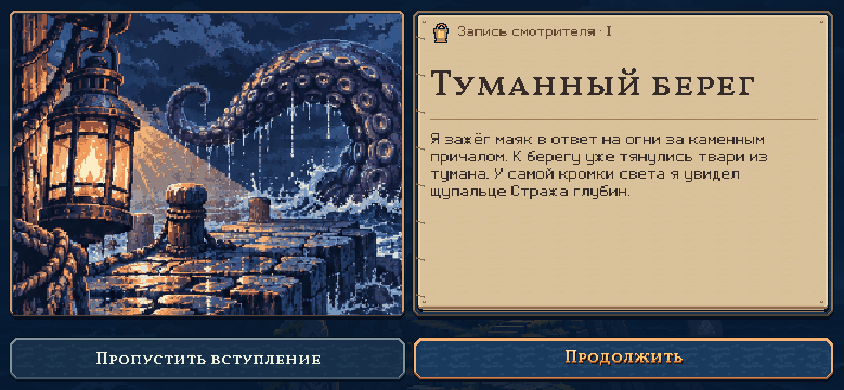 Запись смотрителя · I
Туманный берег
Я зажёг маяк в ответ на огни за каменным
причалом. К берегу уже тянулись твари из
тумана. У самой кромки света я увидел
щупальце Стража глубин.
Пропустить вступление
Продолжить